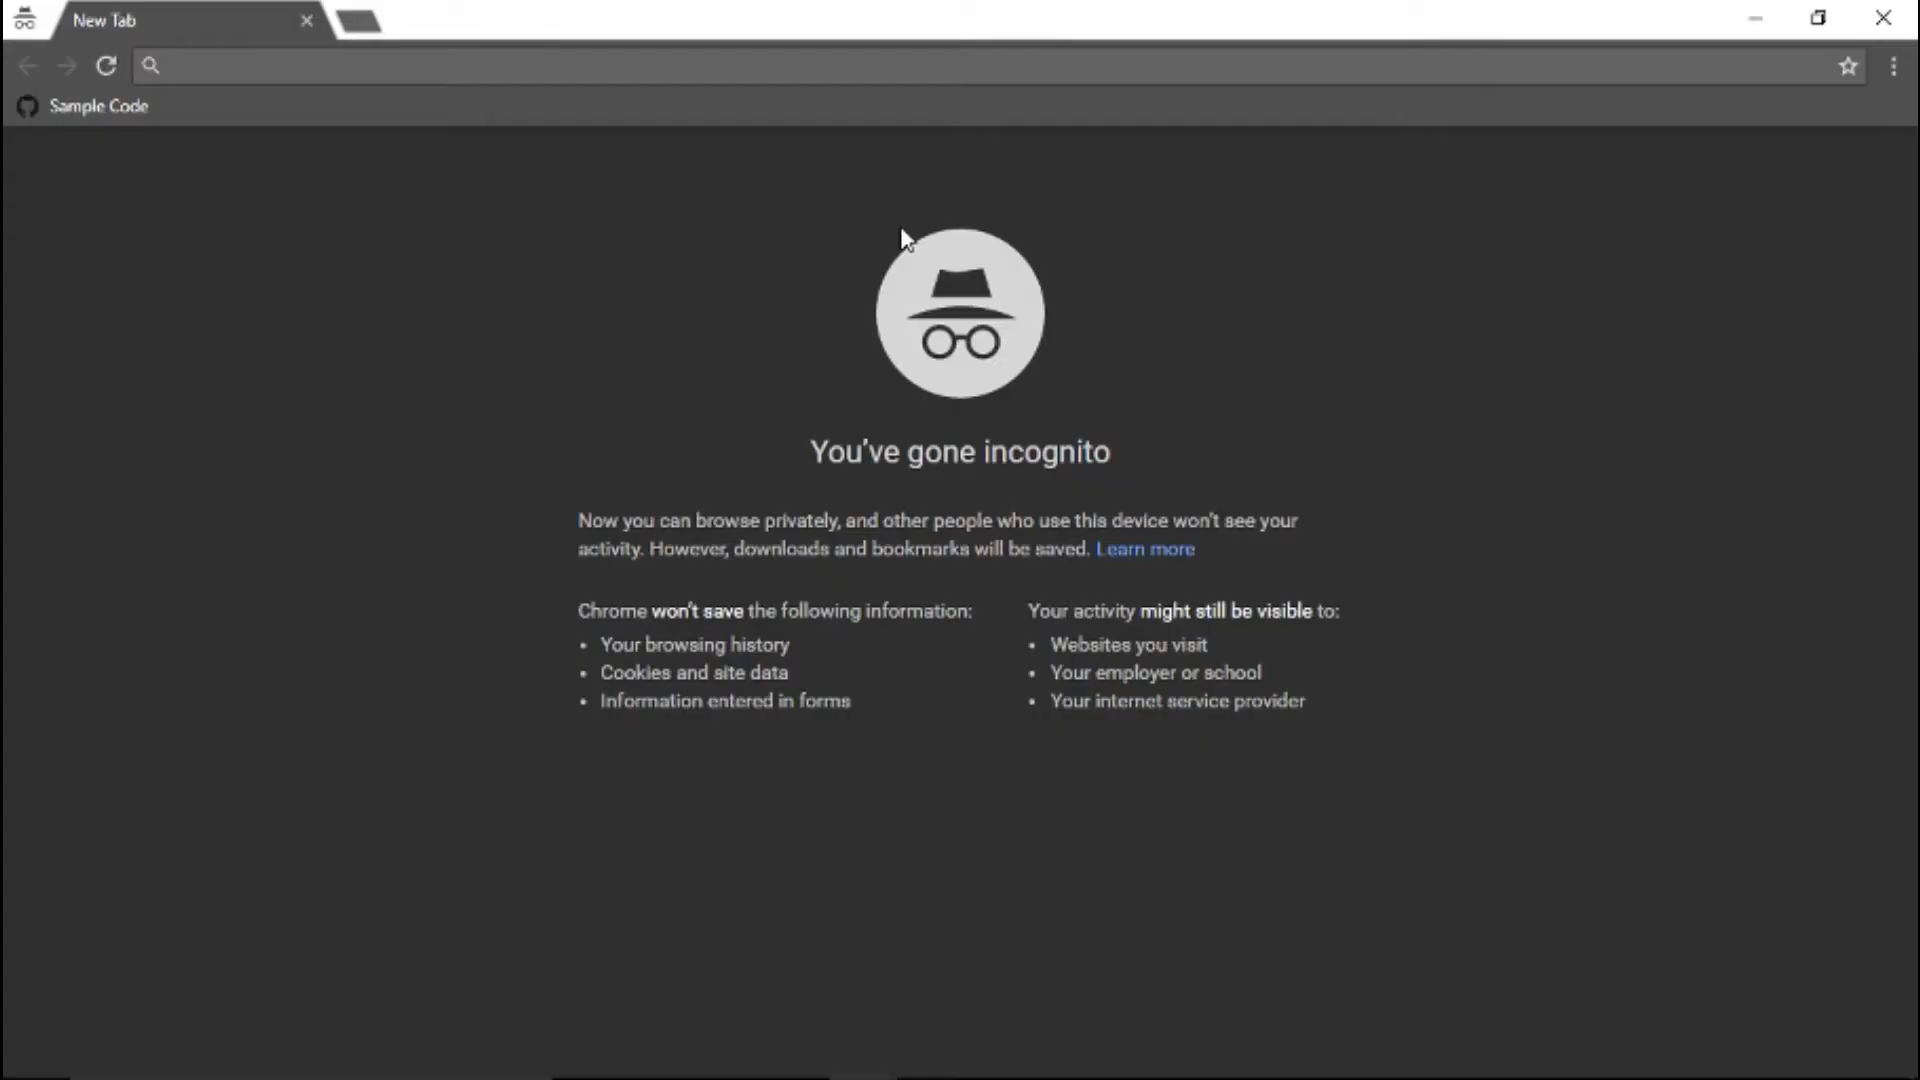 New Tab
Sample Code
You've gone incognito
Now you can browse privately, and other people who use this device won't see your
activity. However, downloads and bookmarks will be saved. Learn more
Chrome won't save the following information:
• Your browsing history
• Cookies and site data
• Information entered in forms
Your activity might still be visible to:
• Websites you visit
• Your employer or school
• Your internet service provider